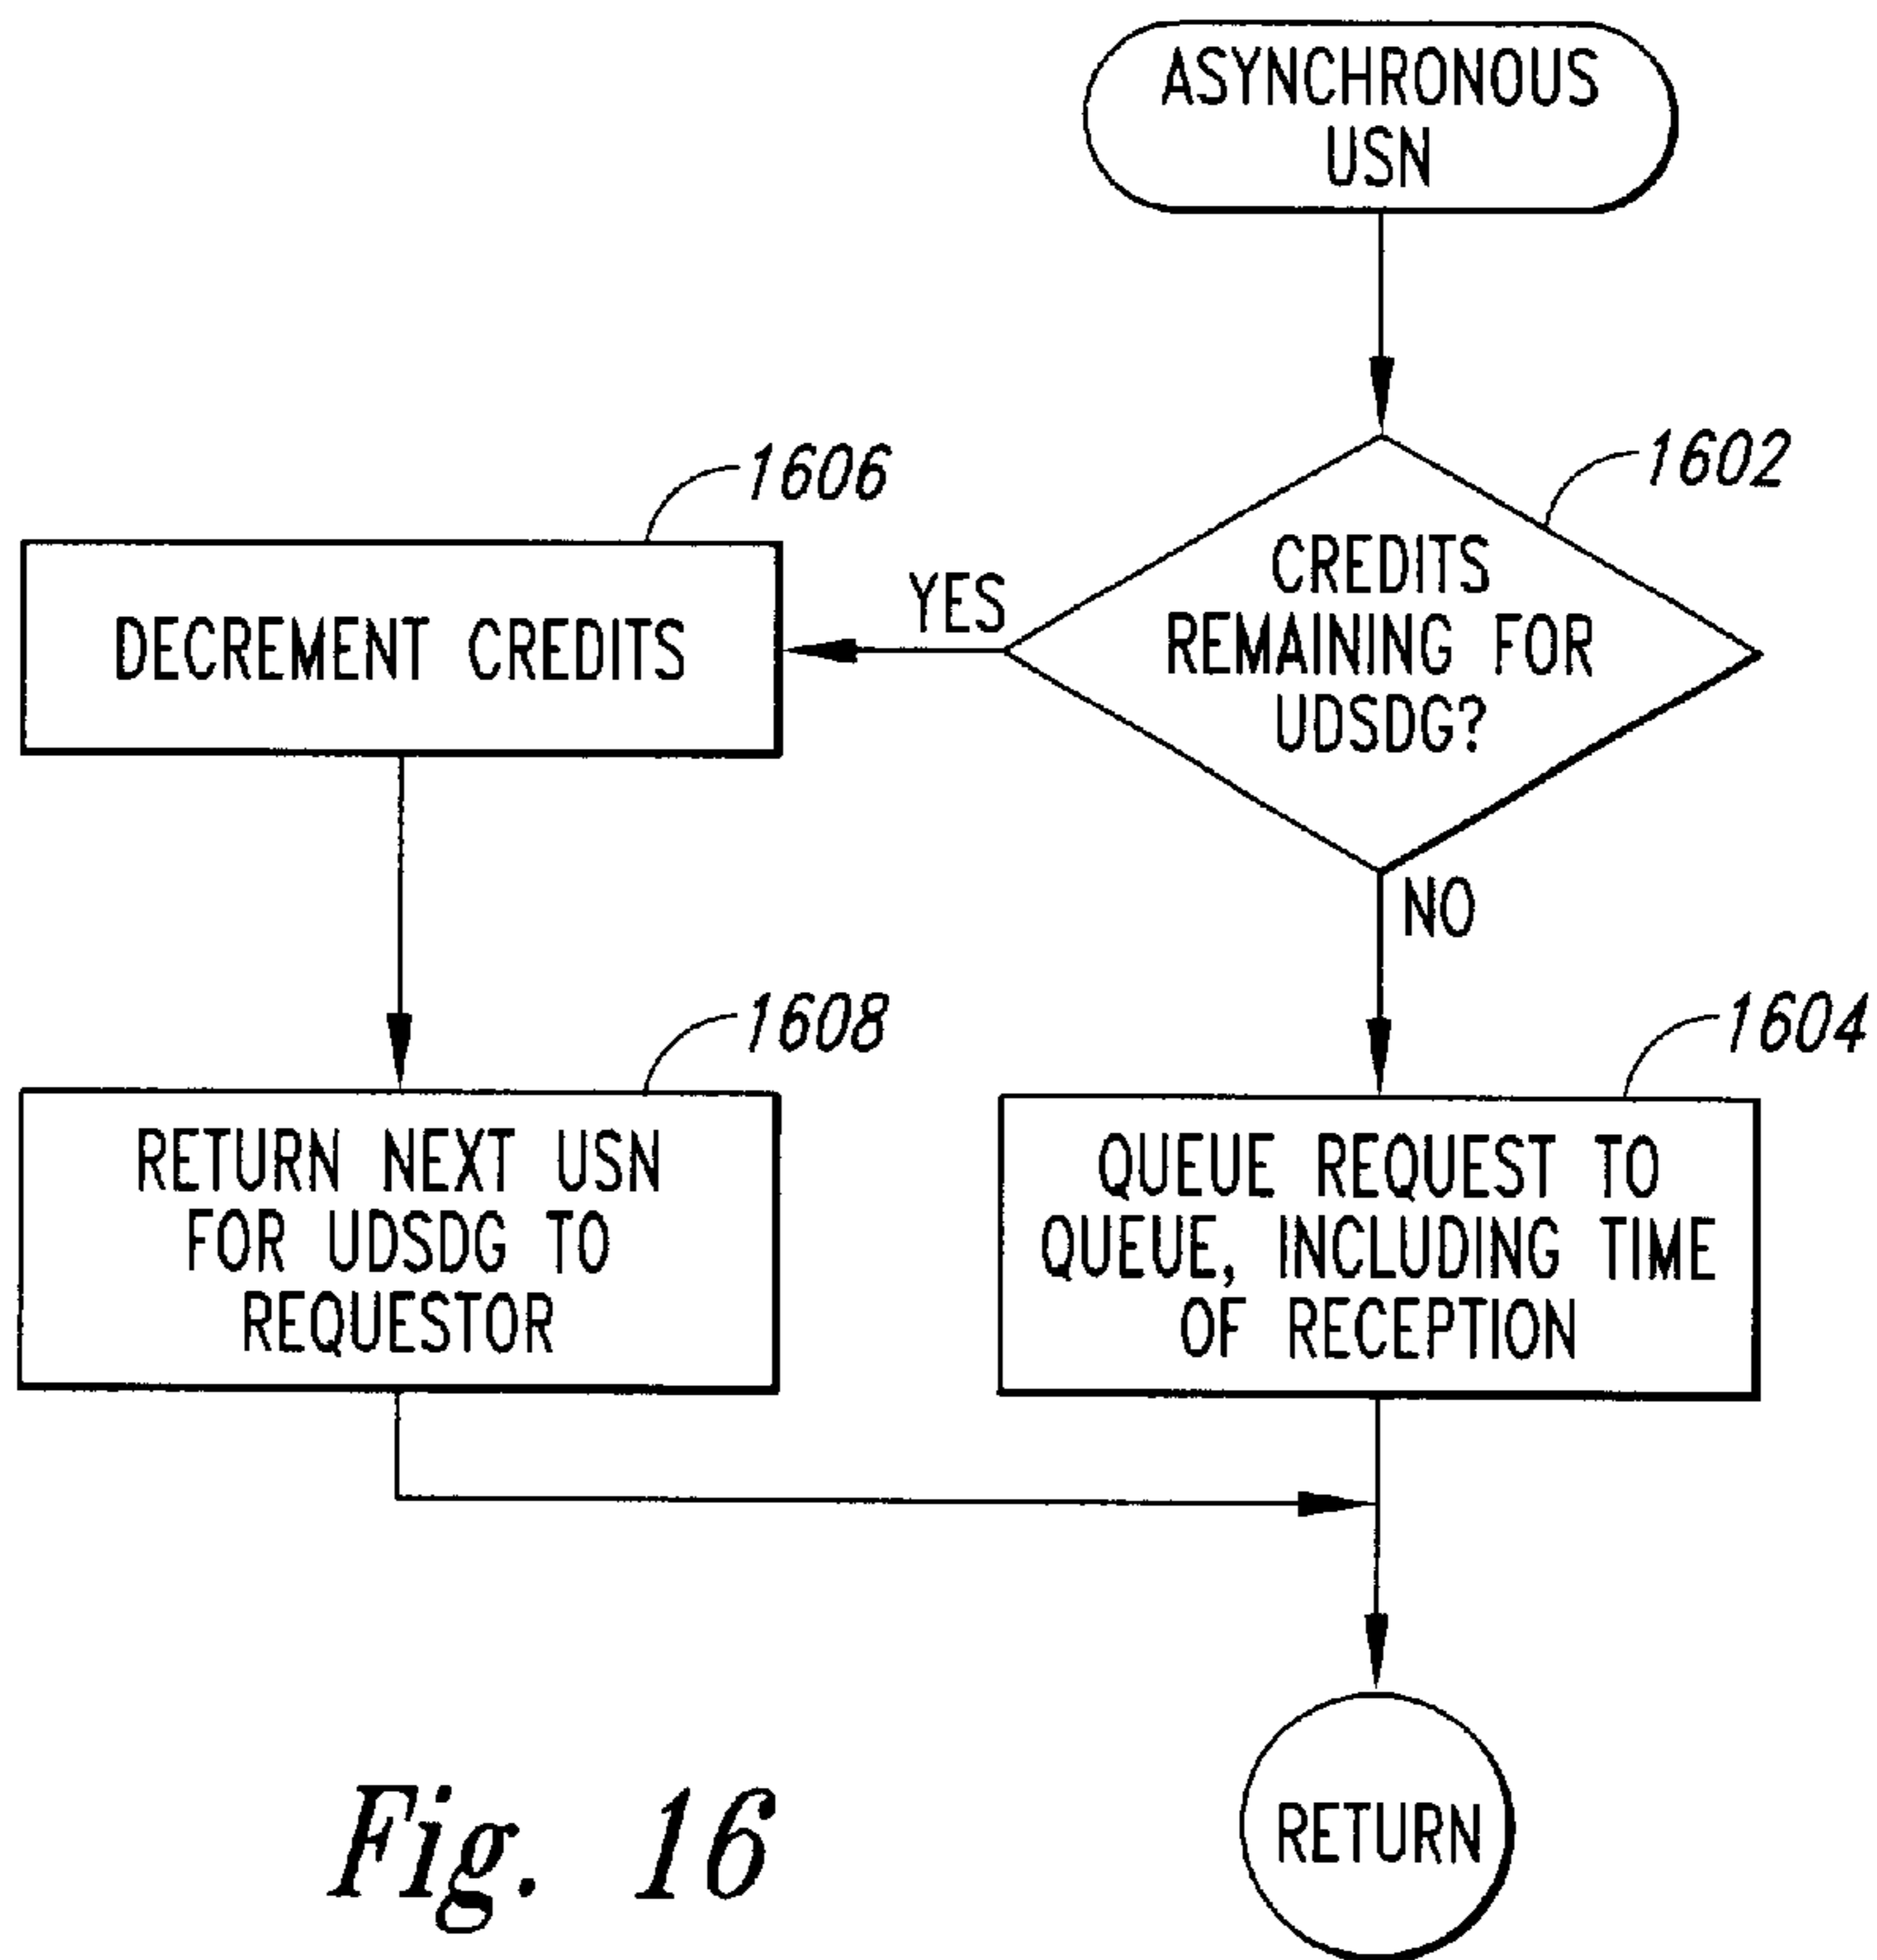 ASYNCHRONOUS
USN
1602
CREDITS
REMAINING FOR
UDSDG?
YES
NO
1606
DECREMENT CREDITS
1608
RETURN NEXT USN
FOR UDSDG TO
REQUESTOR
1604
QUEUE REQUEST TO
QUEUE, INCLUDING TIME
OF RECEPTION
RETURN
Fig. 16